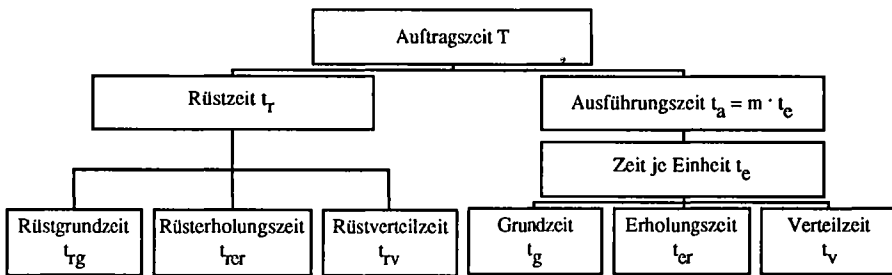 Auftragszeit T
Rüstzeit t_r
Ausführungszeit t_a = m · t_e
Zeit je Einheit t_e
Rüstgrundzeit
t_rg
Rüsterholungszeit
t_rer
Rüstverteilzeit
t_rv
Grundzeit
t_g
Erholungszeit
t_er
Verteilzeit
t_v